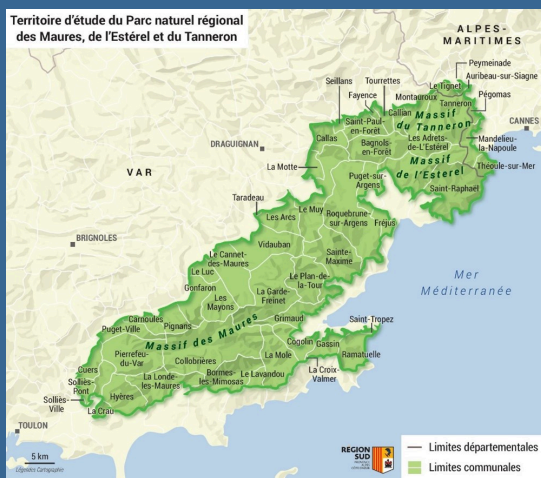 Territoire d'étude du Parc naturel régional
des Maures, de l'Estérel et du Tanneron
ALPES-
MARITIMES
Peymeinade
Auribeau-sur-Siagne
Le Tignet
Seillans
Tourrettes
Fayence
Montauroux
Tanneron
Pégomas
Callian
Saint-Paul-
en-Forêt
Massif
du Tanneron
CANNES
DRAGUIGNAN
Callas
Bagnols-
en-Forêt
Les Adrets-
de-L'Estérel
Mandelieu-
la-Napoule
La Motte
Massif
de l'Esterel
Théoule-sur-Mer
VAR
Puget-sur-
Argens
Saint-Raphaël
Taradeau
Le Muy
Roquebrune-
sur-Argens
Les Arcs
Fréjus
BRIGNOLES
Vidauban
Le Cannet-
des-Maures
Sainte-
Maxime
Le Luc
Le Plan-de-
la-Tour
Gonfaron
Mer
Méditerranée
Les
Mayons
La Garde-
Freinet
Carnoules
Grimaud
Saint-Tropez
Puget-Ville
Pignans
Massif des Maures
Cogolin
Gassin
Pierrefeu-
du-Var
Collobrières
La Mole
Ramatuelle
Cuers
Solliès-
Pont
La Londe-
les-Maures
Bormes-
les-Mimosas
Le Lavandou
La Croix-
Valmer
Solliès-
Ville
Hyères
La Crau
TOULON
5 km
Légendes Cartographie
REGION
SUD
Limites départementales
Limites communales